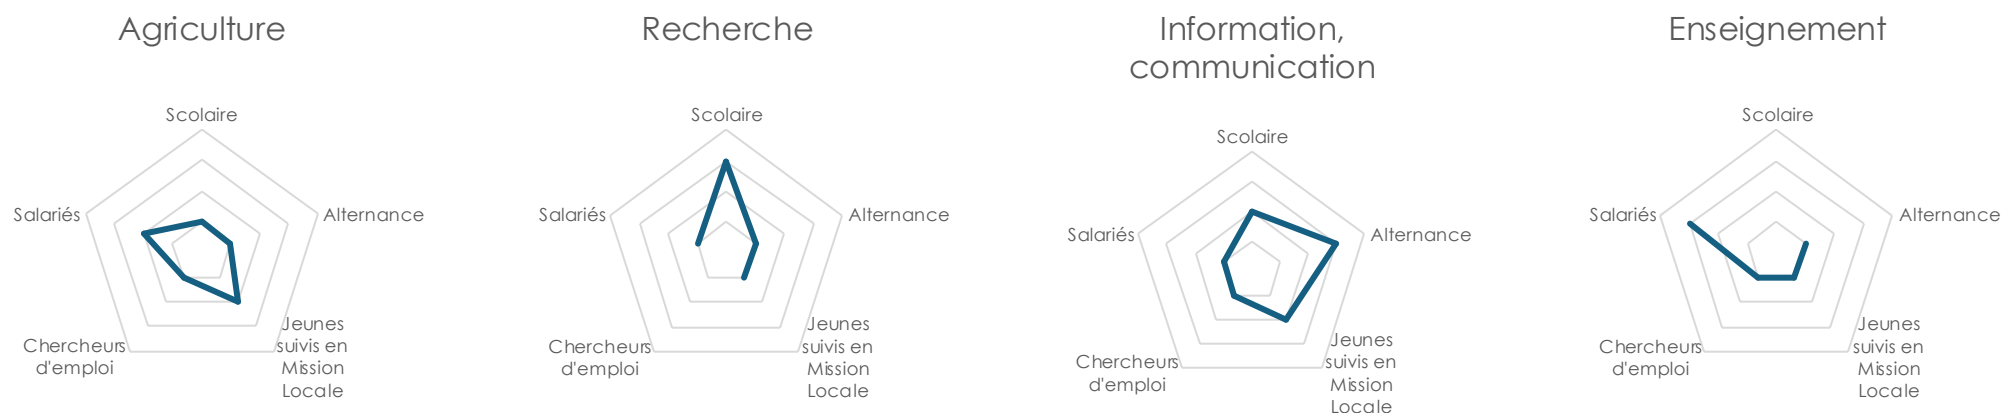 Agriculture
Scolaire
Alternance
Jeunes
suivis en
Mission
Locale
Chercheurs
d'emploi
Salariés
Recherche
Scolaire
Alternance
Jeunes
suivis en
Mission
Locale
Chercheurs
d'emploi
Salariés
Information,
communication
Scolaire
Alternance
Jeunes
suivis en
Mission
Locale
Chercheurs
d'emploi
Salariés
Enseignement
Scolaire
Alternance
Jeunes
suivis en
Mission
Locale
Chercheurs
d'emploi
Salariés